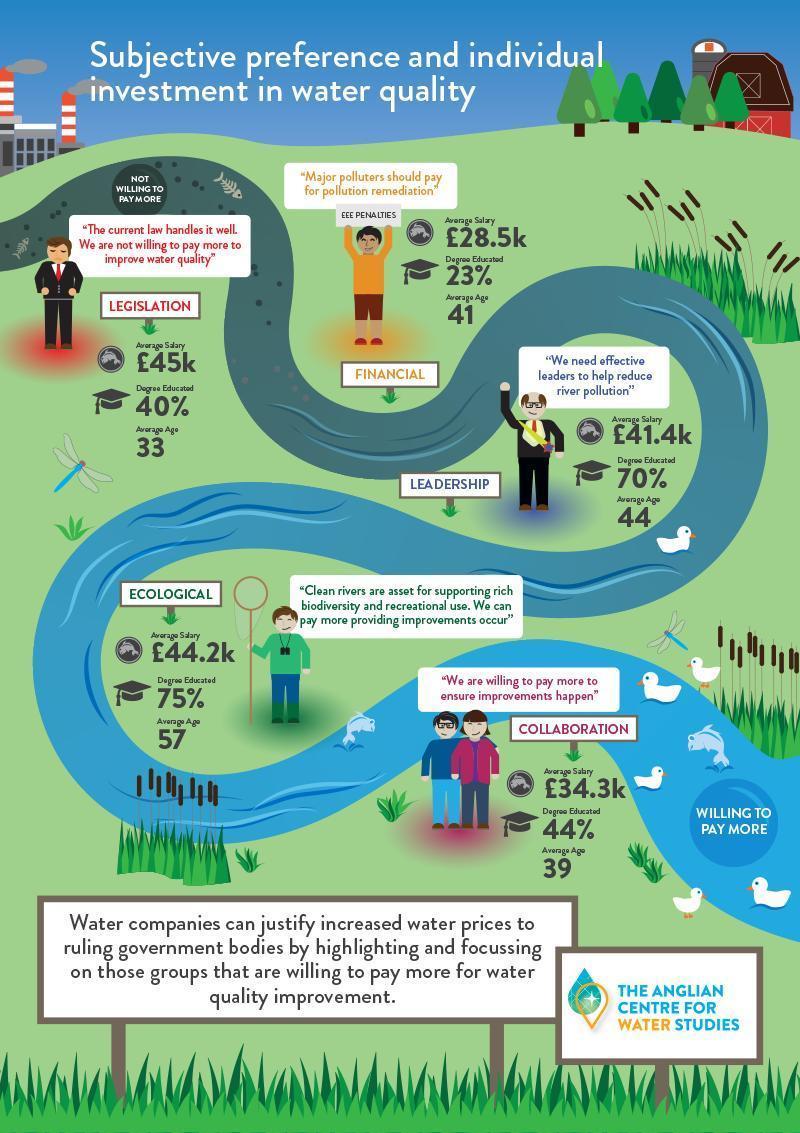 Subjective preference and individual
investment in water quality
NOT
WILLING TO
PAY MORE
"The current law handles it well.
We are not willing to pay more to
improve water quality"
LEGISLATION
Average Salary
£45k
Degree Educated
40%
Average Age
33
"Major polluters should pay
for pollution remediation"
£££ PENALTIES
Average Salary
£28.5k
Degree Educated
23%
Average Age
41
FINANCIAL
"We need effective
leaders to help reduce
river pollution"
Average Salary
£41.4k
Degree Educated
70%
Average Age
44
LEADERSHIP
ECOLOGICAL
Average Salary
£44.2k
Degree Educated
75%
Average Age
57
"Clean rivers are asset for supporting rich
biodiversity and recreational use. We can
pay more providing improvements occur"
"We are willing to pay more to
ensure improvements happen"
COLLABORATION
Average Salary
£34.3k
Degree Educated
44%
Average Age
39
WILLING TO
PAY MORE
Water companies can justify increased water prices to
ruling government bodies by highlighting and focussing
on those groups that are willing to pay more for water
quality improvement.
THE ANGLIAN
CENTRE FOR
WATER STUDIES